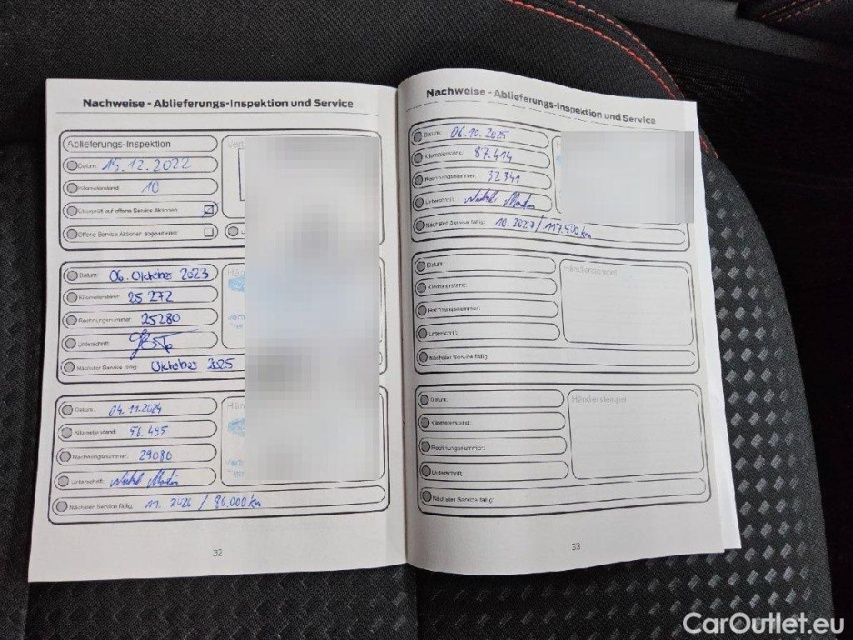 Nachweise - Ablieferungs-Inspektion und Service
Ablieferungs-Inspektion
Datum: 15.12.2022
Kilometerstand: 10
Überprüft auf offene Service Aktionen:
Offene Service Aktionen abgearbeitet:
Datum: 06. Oktober 2023
Kilometerstand: 25 272
Rechnungsnummer: 25280
Unterschrift:
Nächster Service fällig: Oktober 2025
Datum: 04.11.2024
Kilometerstand:
Rechnungsnummer: 29080
Unterschrift:
Nächster Service fällig: 11. 2026 / 96.000 km
32
Nachweise - Ablieferungs-Inspektion und Service
Datum: 06.10.2025
Kilometerstand: 87.414
Rechnungsnummer: 32341
Unterschrift:
Nächster Service fällig: 10.2027 / 117.400 km
Datum:
Händlerstempel
Kilometerstand:
Rechnungsnummer:
Unterschrift:
Nächster Service fällig:
Datum:
Händlerstempel
Kilometerstand:
Rechnungsnummer:
Unterschrift:
Nächster Service fällig:
33
CarOutlet.eu